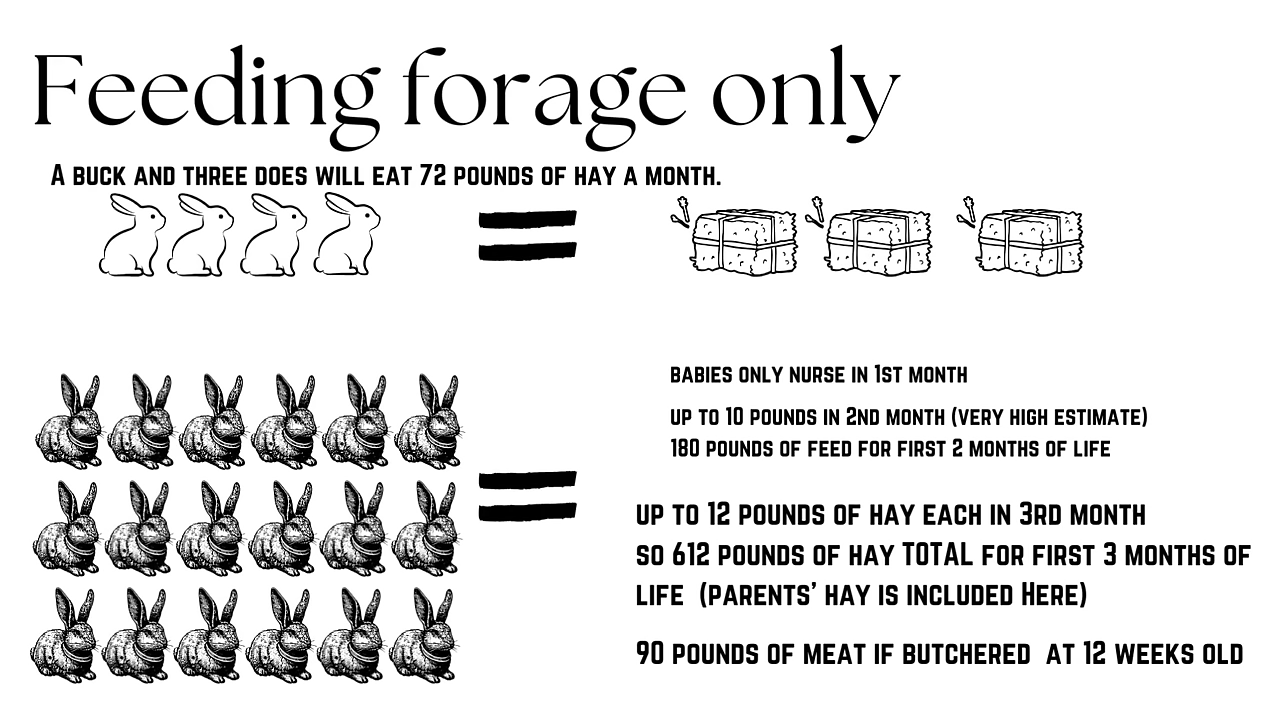 Feeding forage only
A buck and three does will eat 72 pounds of hay a month.
babies only nurse in 1st month
up to 10 pounds in 2nd month (very high estimate)
180 pounds of feed for first 2 months of life
up to 12 pounds of hay each in 3rd month
so 612 pounds of hay TOTAL for first 3 months of
life (parents' hay is included Here)
90 pounds of meat if butchered at 12 weeks old